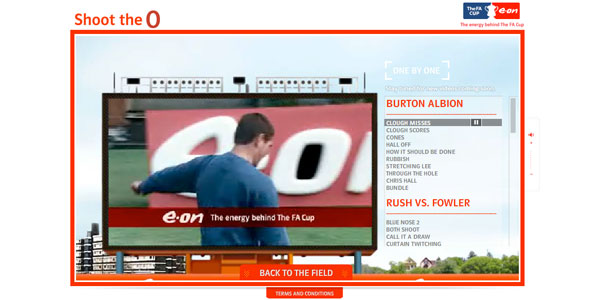 Shoot the O
The FA CUP
e·on
The energy behind The FA Cup
ONE BY ONE
BURTON ALBION
CLOUGH MISSES
CLOUGH SCORES
CONES
HALL OFF
HOW IT SHOULD BE DONE
RUBBISH
STRETCHING LEE
THROUGH THE HOLE
CHRIS HALL
BUNDLE
RUSH VS. FOWLER
BLUE NOSE 2
BOTH SHOOT
CALL IT A DRAW
CURTAIN TWITCHING
e·on
e·on The energy behind The FA Cup
BACK TO THE FIELD
TERMS AND CONDITIONS